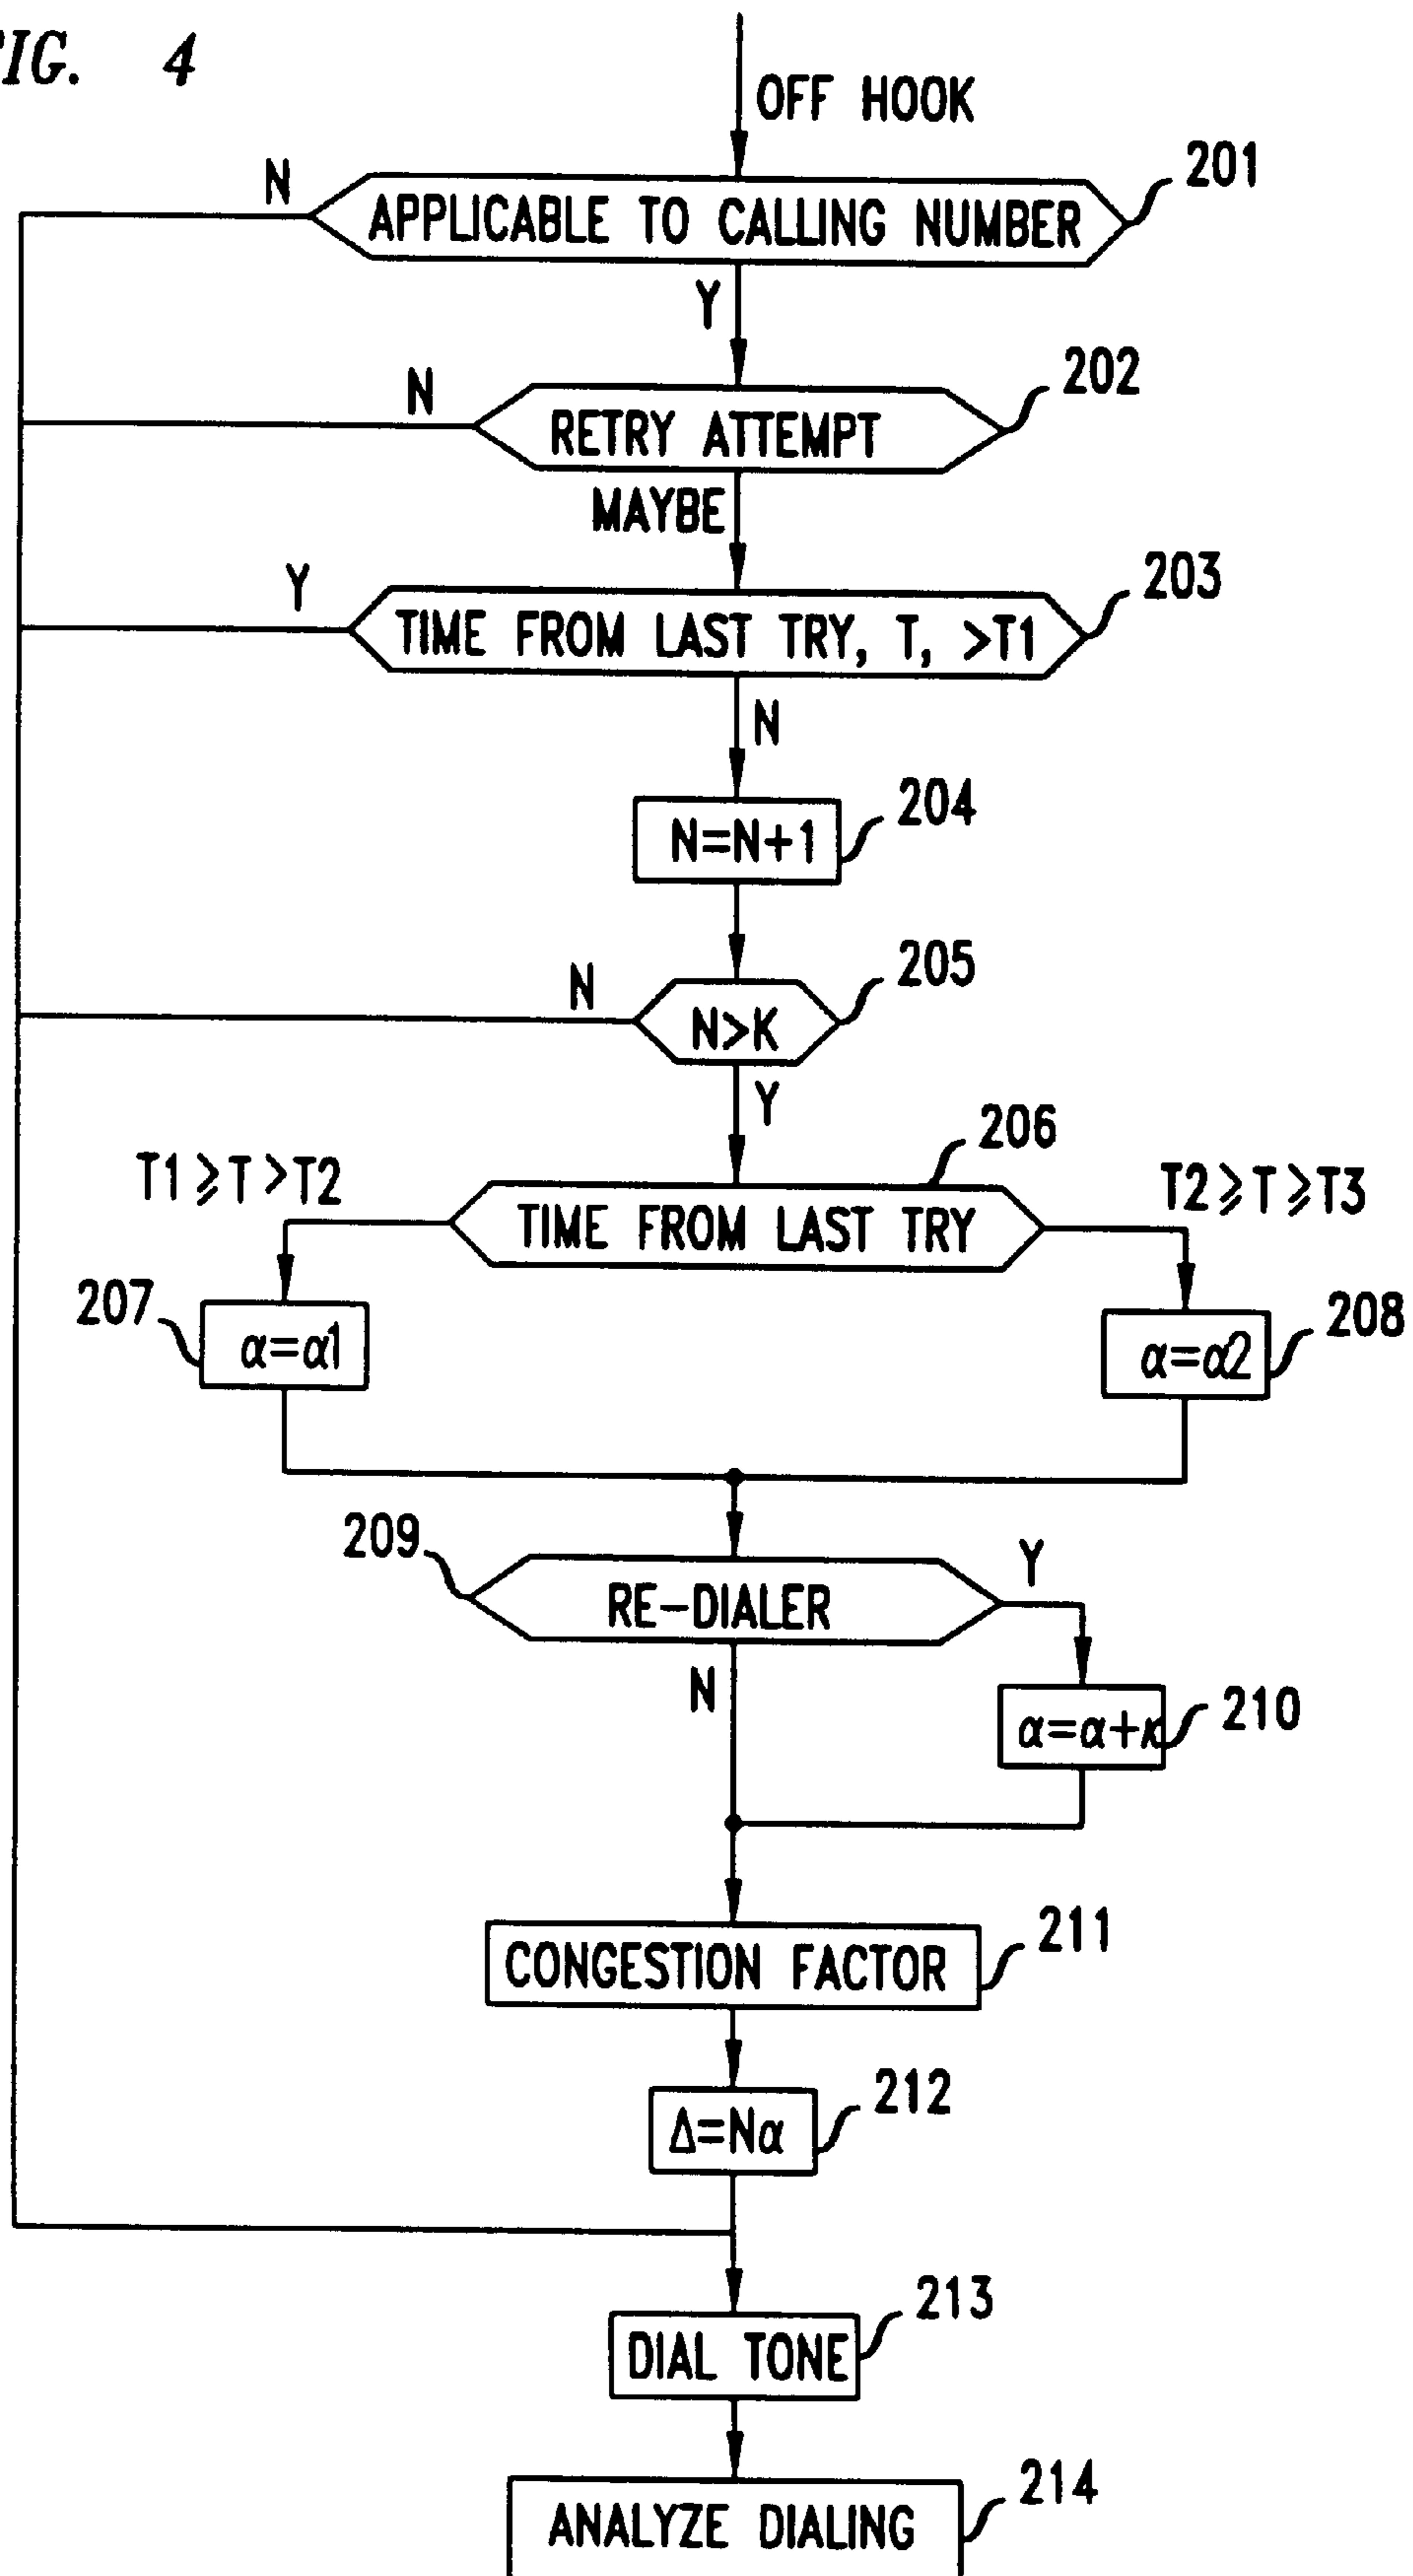 FIG. 4
OFF HOOK
N
APPLICABLE TO CALLING NUMBER
201
Y
N
RETRY ATTEMPT
202
MAYBE
Y
TIME FROM LAST TRY, T, >T1
203
N
N=N+1
204
N
N>K
205
Y
206
T1⩾T>T2
TIME FROM LAST TRY
T2⩾T⩾T3
207
α=α1
α=α2
208
209
RE-DIALER
Y
N
α=α+κ
210
CONGESTION FACTOR
211
Δ=Nα
212
DIAL TONE
213
ANALYZE DIALING
214